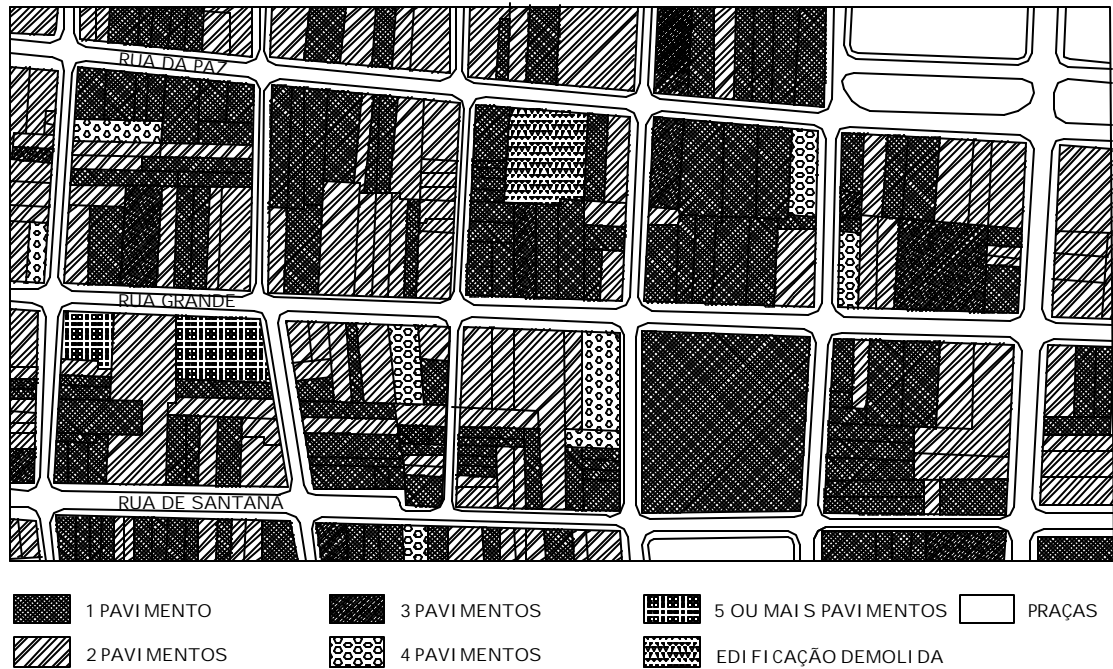 RUA DA PAZ
RUA GRANDE
RUA DE SANTANA
1 PAVIMENTO
3 PAVIMENTOS
5 OU MAIS PAVIMENTOS
PRAÇAS
2 PAVIMENTOS
4 PAVIMENTOS
EDIFICAÇÃO DEMOLIDA